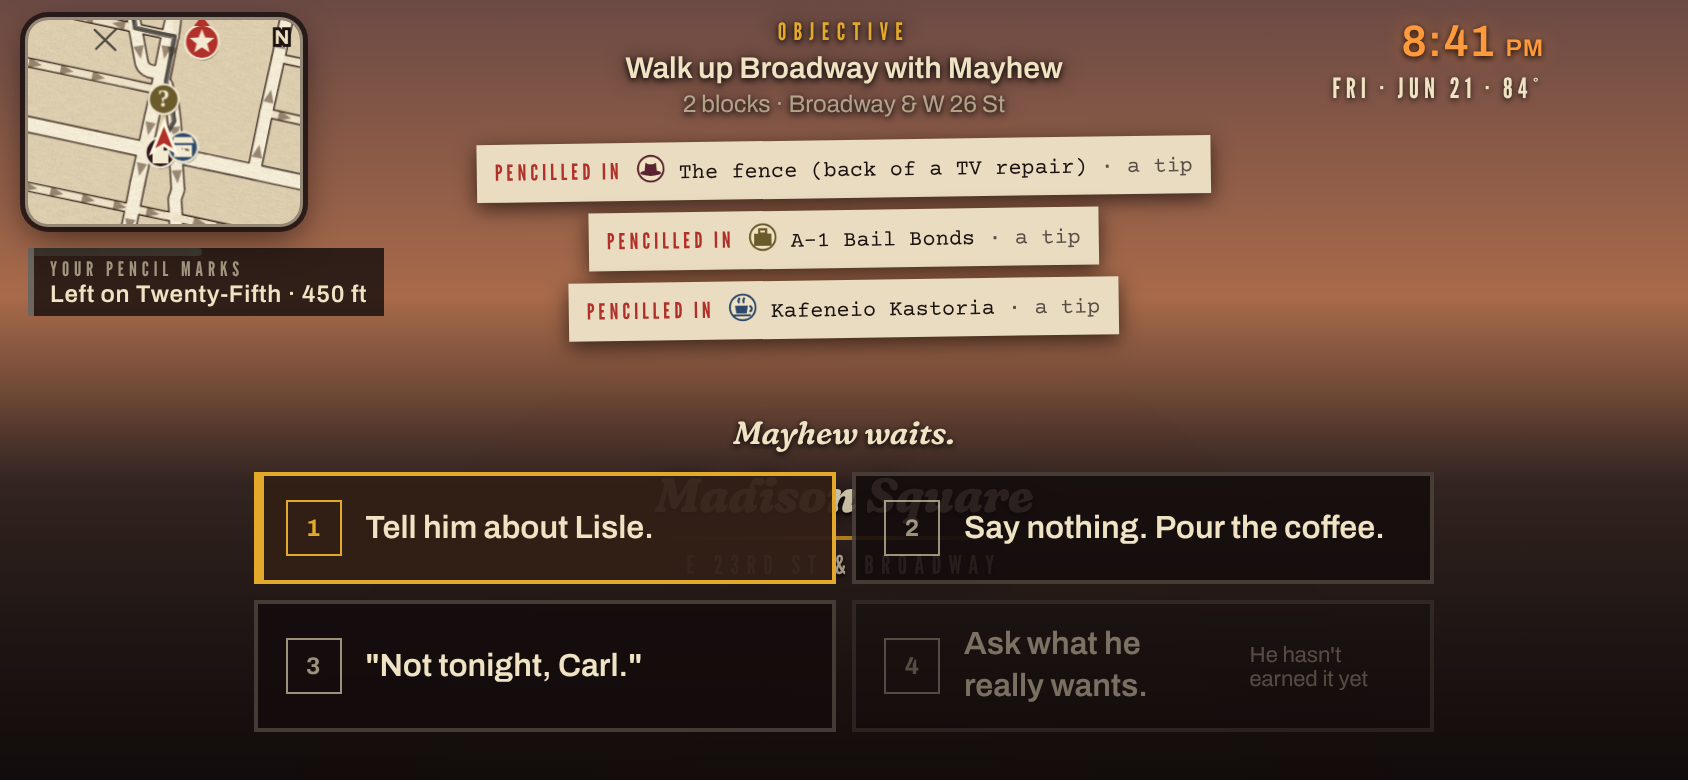 N
?
OBJECTIVE
Walk up Broadway with Mayhew
2 blocks · Broadway & W 26 St
8:41 PM
FRI · JUN 21 · 84°
PENCILLED IN The fence (back of a TV repair) · a tip
PENCILLED IN A-1 Bail Bonds · a tip
PENCILLED IN Kafeneio Kastoria · a tip
YOUR PENCIL MARKS
Left on Twenty-Fifth · 450 ft
Mayhew waits.
Madison Square
E 23RD ST & BROADWAY
1 Tell him about Lisle.
2 Say nothing. Pour the coffee.
3 "Not tonight, Carl."
4 Ask what he
really wants.
He hasn't
earned it yet